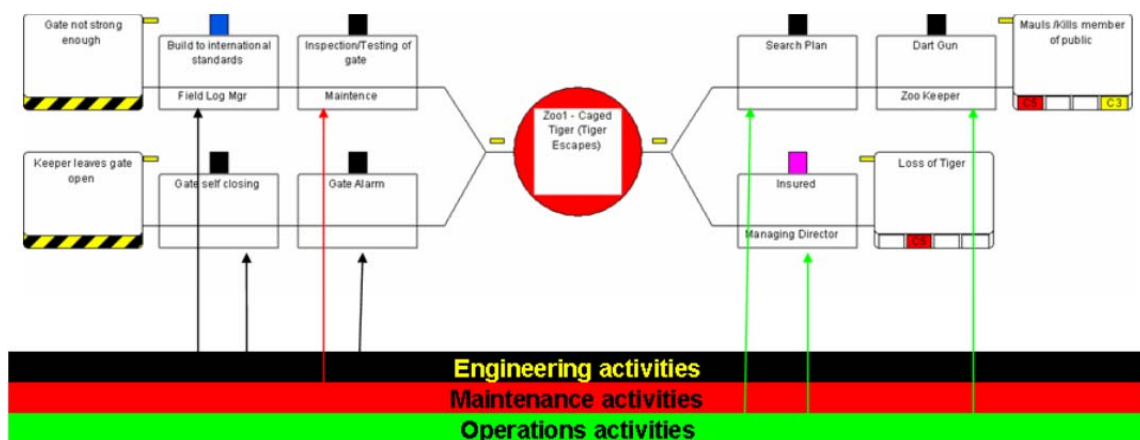 Gate not strong
enough
Build to international
standards
Field Log Mgr
Inspection/Testing of
gate
Maintence
Search Plan
Dart Gun
Zoo Keeper
Mauls /Kills member
of public
C5
C3
Zoo1 - Caged
Tiger (Tiger
Escapes)
Keeper leaves gate
open
Gate self closing
Gate Alarm
Insured
Managing Director
Loss of Tiger
C5
Engineering activities
Maintenance activities
Operations activities